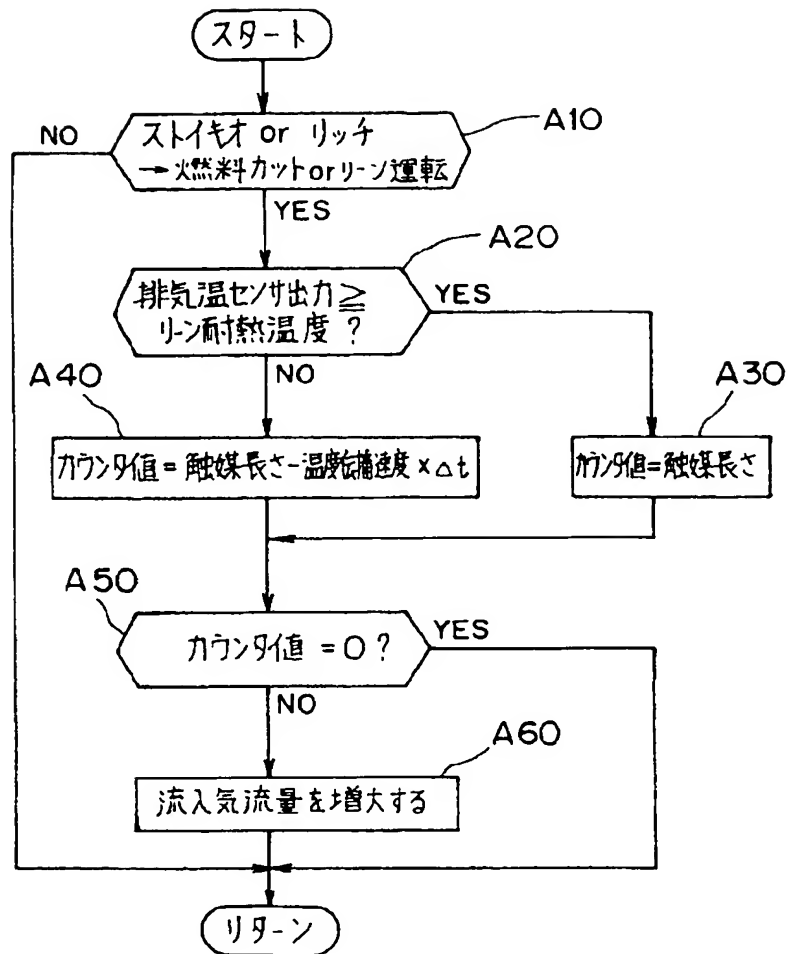 スタート
A10
NO
ストイキオ or リッチ
→燃料カットorリーン運転
YES
A20
排気温センサ出力≧
リーン耐熱温度?
YES
NO
A40
A30
カウンタ値=触媒長さ-温度伝播速度×Δt
カウンタ値=触媒長さ
A50
カウンタ値=0?
YES
NO
A60
流入気流量を増大する
リターン